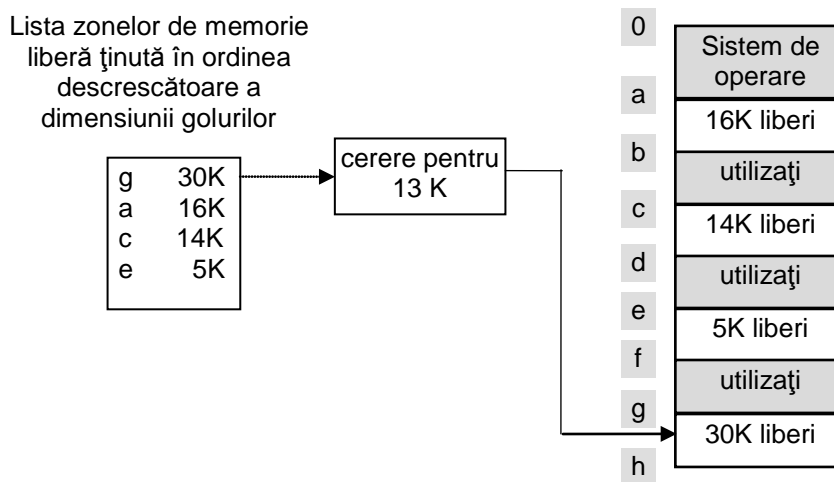 Lista zonelor de memorie
liberă ţinută în ordinea
descrescătoare a
dimensiunii golurilor
g 30K
a 16K
c 14K
e 5K
cerere pentru
13 K
0
a
b
c
d
e
f
g
h
Sistem de
operare
16K liberi
utilizaţi
14K liberi
utilizaţi
5K liberi
utilizaţi
30K liberi